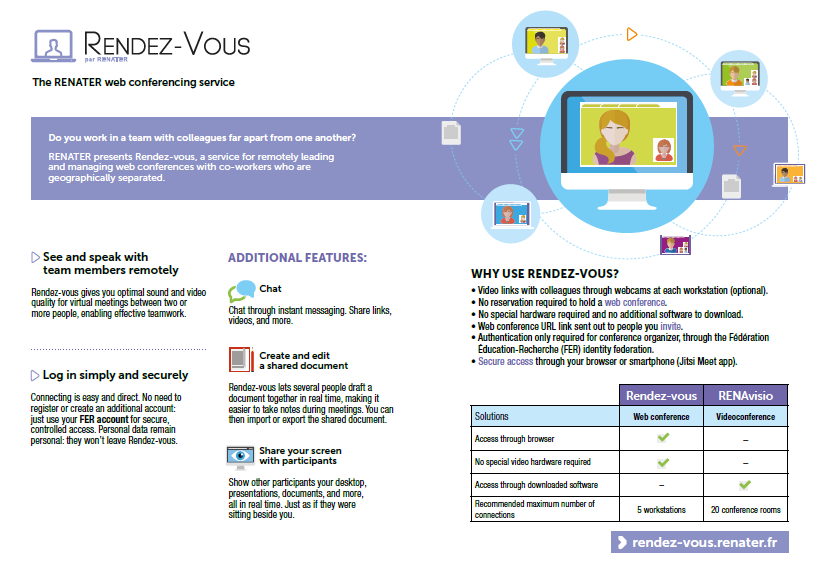 RENDEZ-VOUS
par RENATER
The RENATER web conferencing service
Do you work in a team with colleagues far apart from one another?
RENATER presents Rendez-vous, a service for remotely leading
and managing web conferences with co-workers who are
geographically separated.
See and speak with
team members remotely
Rendez-vous gives you optimal sound and video
quality for virtual meetings between two or
more people, enabling effective teamwork.
Log in simply and securely
Connecting is easy and direct. No need to
register or create an additional account:
just use your FER account for secure,
controlled access. Personal data remain
personal: they won't leave Rendez-vous.
ADDITIONAL FEATURES:
Chat
Chat through instant messaging. Share links,
videos, and more.
Create and edit
a shared document
Rendez-vous lets several people draft a
document together in real time, making it
easier to take notes during meetings. You can
then import or export the shared document.
Share your screen
with participants
Show other participants your desktop,
presentations, documents, and more,
all in real time. Just as if they were
sitting beside you.
WHY USE RENDEZ-VOUS?
• Video links with colleagues through webcams at each workstation (optional).
• No reservation required to hold a web conference.
• No special hardware required and no additional software to download.
• Web conference URL link sent out to people you invite.
• Authentication only required for conference organizer, through the Fédération
Éducation-Recherche (FER) identity federation.
• Secure access through your browser or smartphone (Jitsi Meet app).
Rendez-vous RENAvisio
Solutions Web conference Videoconference
Access through browser –
No special video hardware required –
Access through downloaded software –
Recommended maximum number of
connections 5 workstations 20 conference rooms
rendez-vous.renater.fr